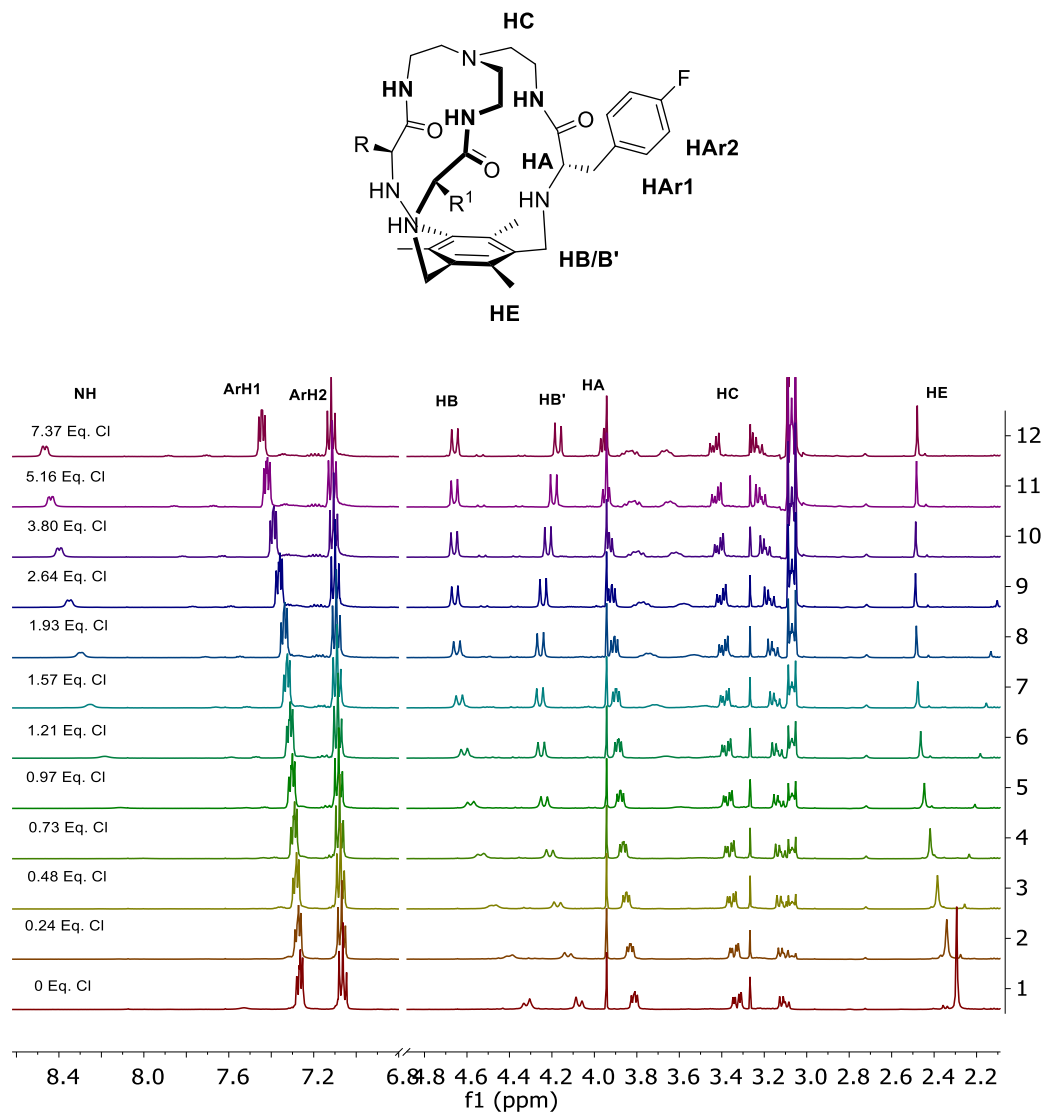 HC
N
F
HN
HN
HN
O
O
O
R
HA
HAr2
HAr1
HN
R1
HN
HN
HB/B'
HE
NH ArH1 ArH2 HB HB' HA HC HE
7.37 Eq. Cl 12
5.16 Eq. Cl 11
3.80 Eq. Cl 10
2.64 Eq. Cl 9
1.93 Eq. Cl 8
1.57 Eq. Cl 7
1.21 Eq. Cl 6
0.97 Eq. Cl 5
0.73 Eq. Cl 4
0.48 Eq. Cl 3
0.24 Eq. Cl 2
0 Eq. Cl 1
8.4 8.0 7.6 7.2 6.8 4.8 4.6 4.4 4.2 4.0 3.8 3.6 3.4 3.2 3.0 2.8 2.6 2.4 2.2
f1 (ppm)